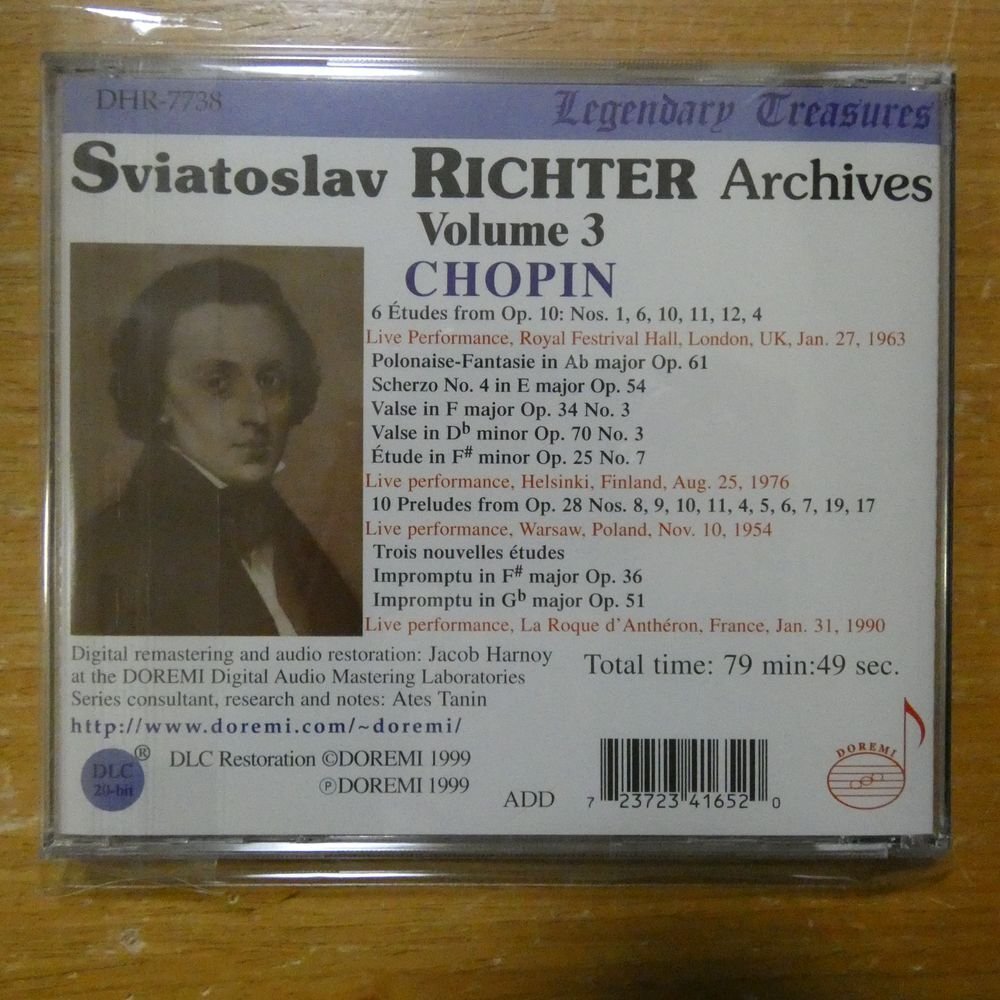 DHR-7738
Legendary Treasures
Sviatoslav RICHTER Archives
Volume 3
CHOPIN
6 Études from Op. 10: Nos. 1, 6, 10, 11, 12, 4
Live Performance, Royal Festrival Hall, London, UK, Jan. 27, 1963
Polonaise-Fantasie in Ab major Op. 61
Scherzo No. 4 in E major Op. 54
Valse in F major Op. 34 No. 3
Valse in Db minor Op. 70 No. 3
Étude in F# minor Op. 25 No. 7
Live performance, Helsinki, Finland, Aug. 25, 1976
10 Preludes from Op. 28 Nos. 8, 9, 10, 11, 4, 5, 6, 7, 19, 17
Live performance, Warsaw, Poland, Nov. 10, 1954
Trois nouvelles études
Impromptu in F# major Op. 36
Impromptu in Gb major Op. 51
Live performance, La Roque d'Anthéron, France, Jan. 31, 1990
Digital remastering and audio restoration: Jacob Harnoy
at the DOREMI Digital Audio Mastering Laboratories
Series consultant, research and notes: Ates Tanin
http://www.doremi.com/~doremi/
Total time: 79 min:49 sec.
DLC ®
20-bit
DLC Restoration ©DOREMI 1999
℗DOREMI 1999
ADD
7 23723 41652 0
DOREMI